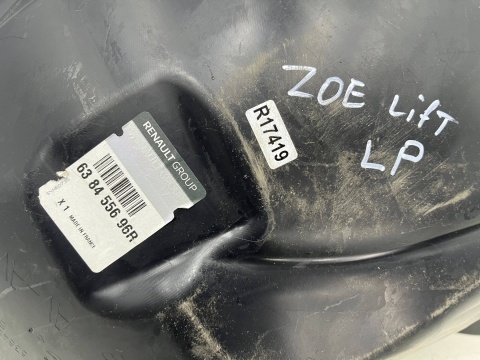 RENAULT GROUP
63 84 556 96R
X 1 MADE IN FRANCE
R17419
ZOE LifT
LP